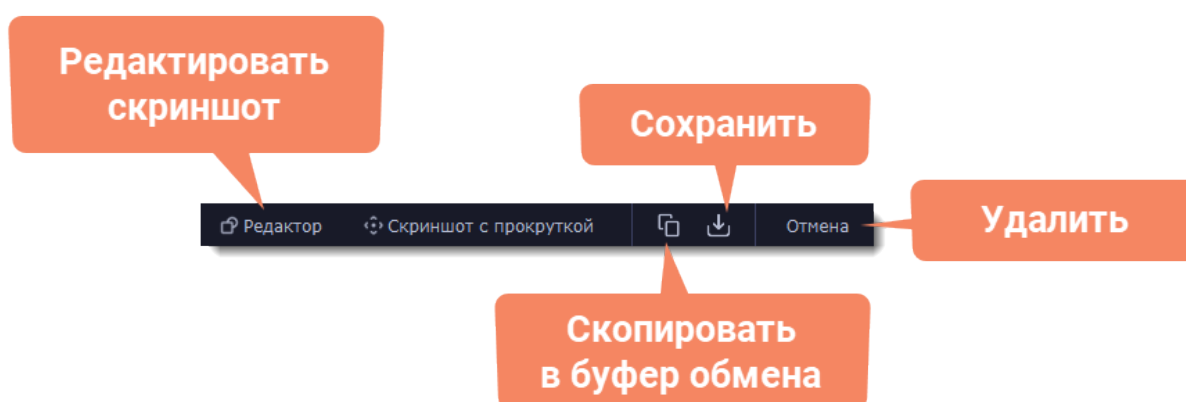 Редактировать
скриншот
Сохранить
Редактор
Скриншот с прокруткой
Отмена
Удалить
Скопировать
в буфер обмена